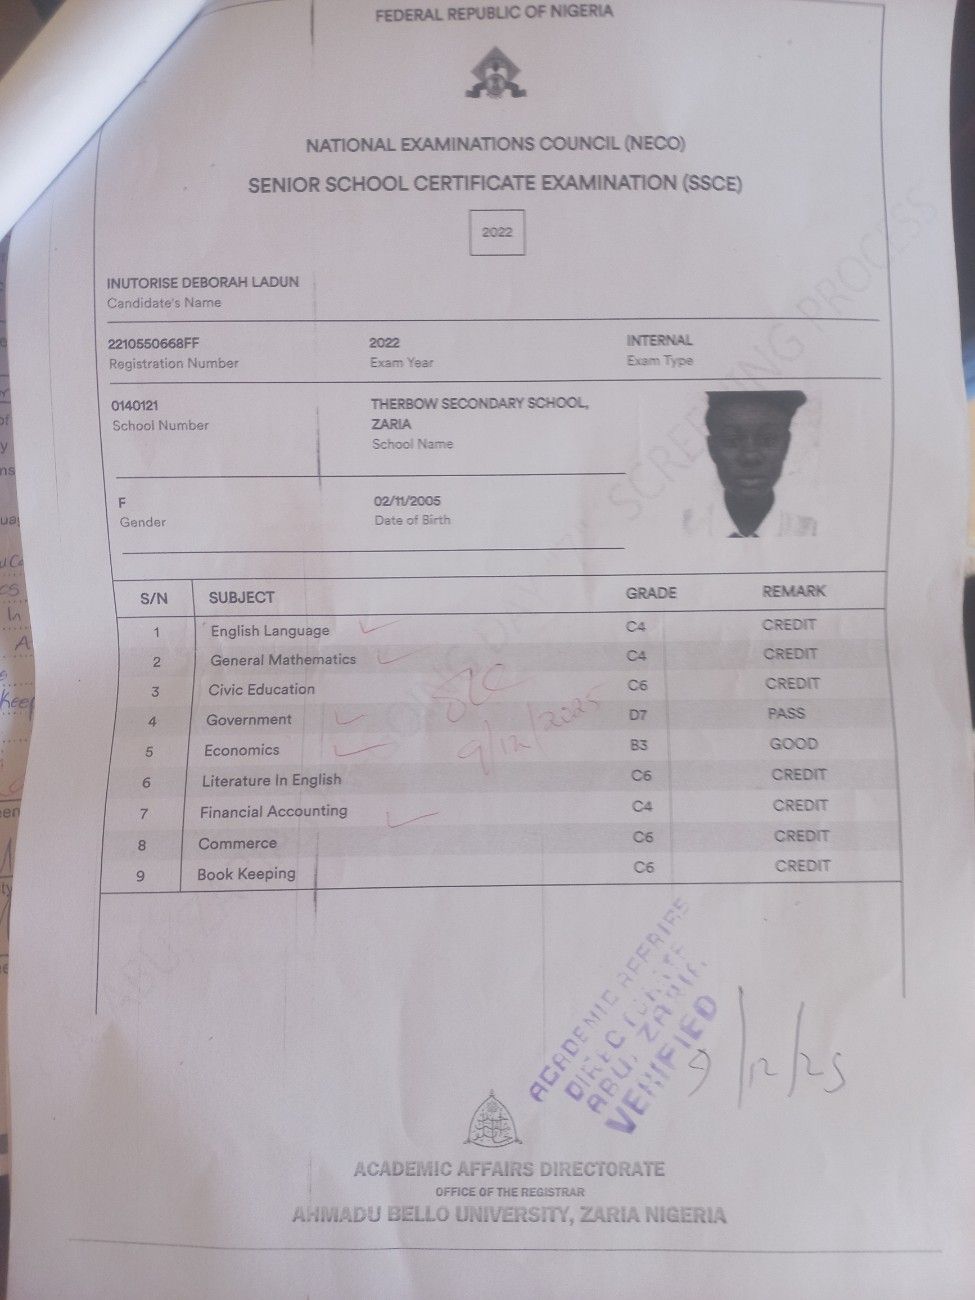 FEDERAL REPUBLIC OF NIGERIA
NATIONAL EXAMINATIONS COUNCIL (NECO)
SENIOR SCHOOL CERTIFICATE EXAMINATION (SSCE)
2022
INUTORISE DEBORAH LADUN
Candidate's Name
2210550668FF 2022 INTERNAL
Registration Number Exam Year Exam Type
0140121 THERBOW SECONDARY SCHOOL,
ZARIA
School Number
School Name
F 02/11/2005
Gender Date of Birth
SCREENING PROCESS
S/N SUBJECT GRADE REMARK
1 English Language C4 CREDIT
2 General Mathematics C4 CREDIT
3 Civic Education C6 CREDIT
4 Government D7 PASS
5 Economics B3 GOOD
6 Literature In English C6 CREDIT
7 Financial Accounting C4 CREDIT
8 Commerce C6 CREDIT
9 Book Keeping C6 CREDIT
9/12/2025
ACADEMIC AFFAIRS
DIRECTORATE
ABU, ZARIA
VERIFIED
9/12/25
ACADEMIC AFFAIRS DIRECTORATE
OFFICE OF THE REGISTRAR
AHMADU BELLO UNIVERSITY, ZARIA NIGERIA